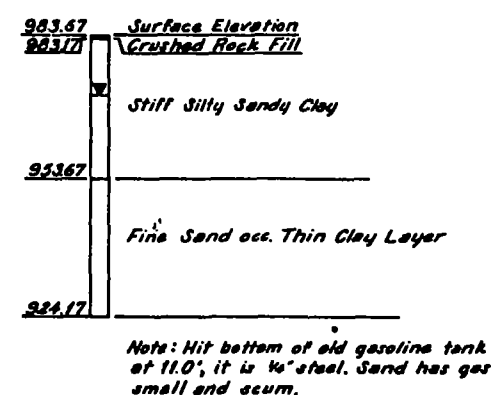 983.67 Surface Elevation
983.17 Crushed Rock Fill
Stiff Silty Sandy Clay
953.67
Fine Sand occ. Thin Clay Layer
924.17
Note: Hit bottom of old gasoline tank
at 11.0', it is 1/4" steel. Sand has gas
small and scum.